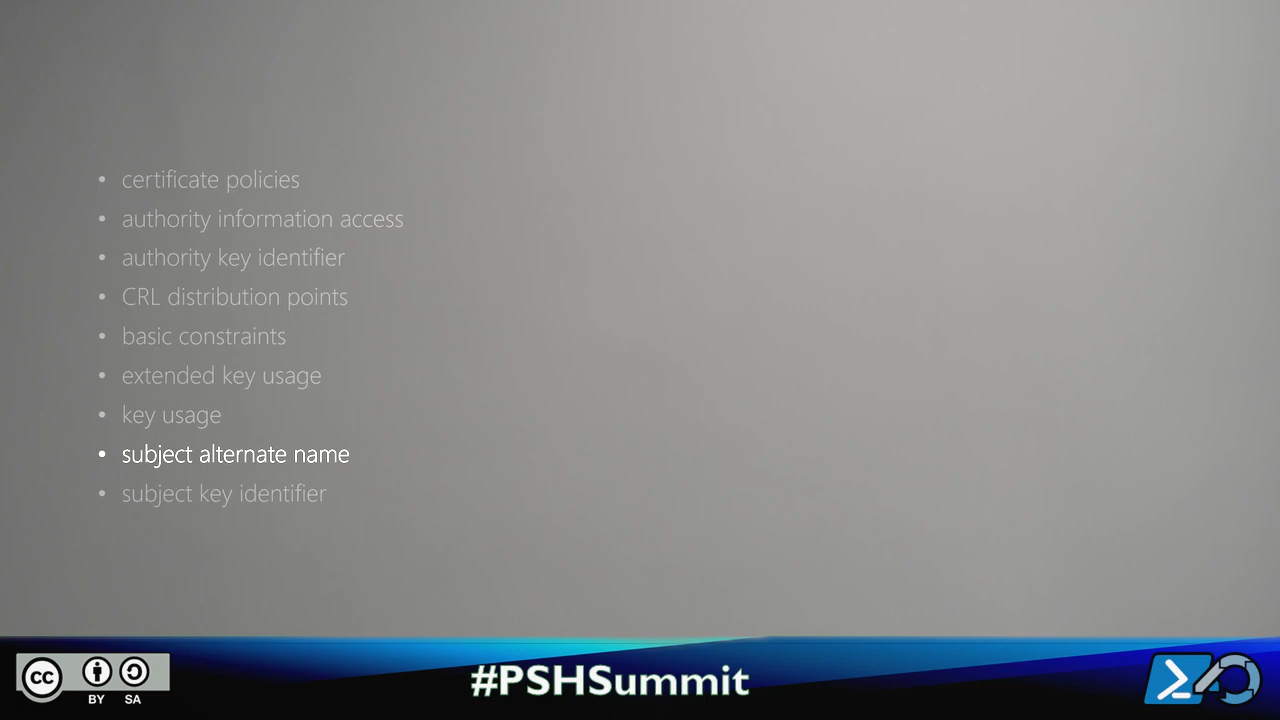 • certificate policies
• authority information access
• authority key identifier
• CRL distribution points
• basic constraints
• extended key usage
• key usage
• subject alternate name
• subject key identifier
cc
BY SA
#PSHSummit